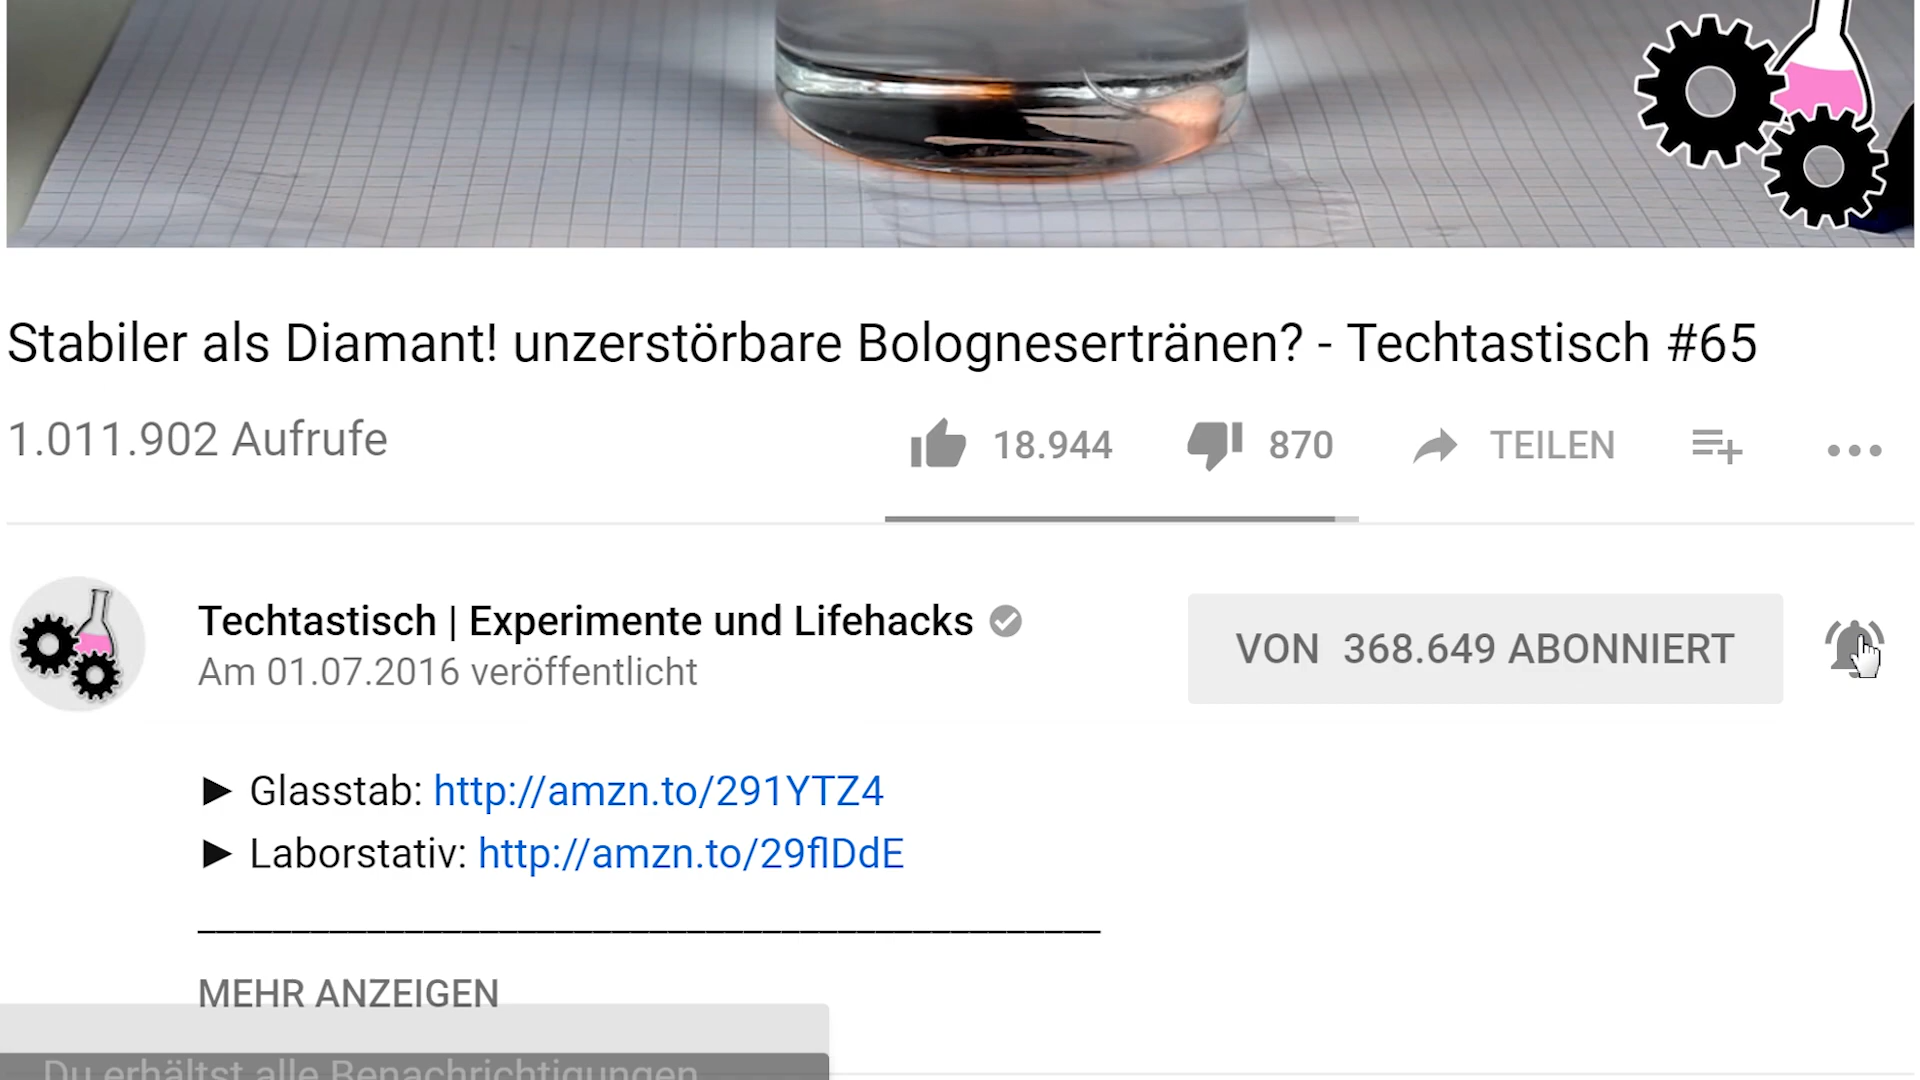 Stabiler als Diamant! unzerstörbare Bolognesertränen? - Techtastisch #65
1.011.902 Aufrufe
18.944
870
TEILEN
Techtastisch | Experimente und Lifehacks
Am 01.07.2016 veröffentlicht
VON 368.649 ABONNIERT
► Glasstab: http://amzn.to/291YTZ4
► Laborstativ: http://amzn.to/29flDdE
MEHR ANZEIGEN
Du erhältst alle Benachrichtigungen